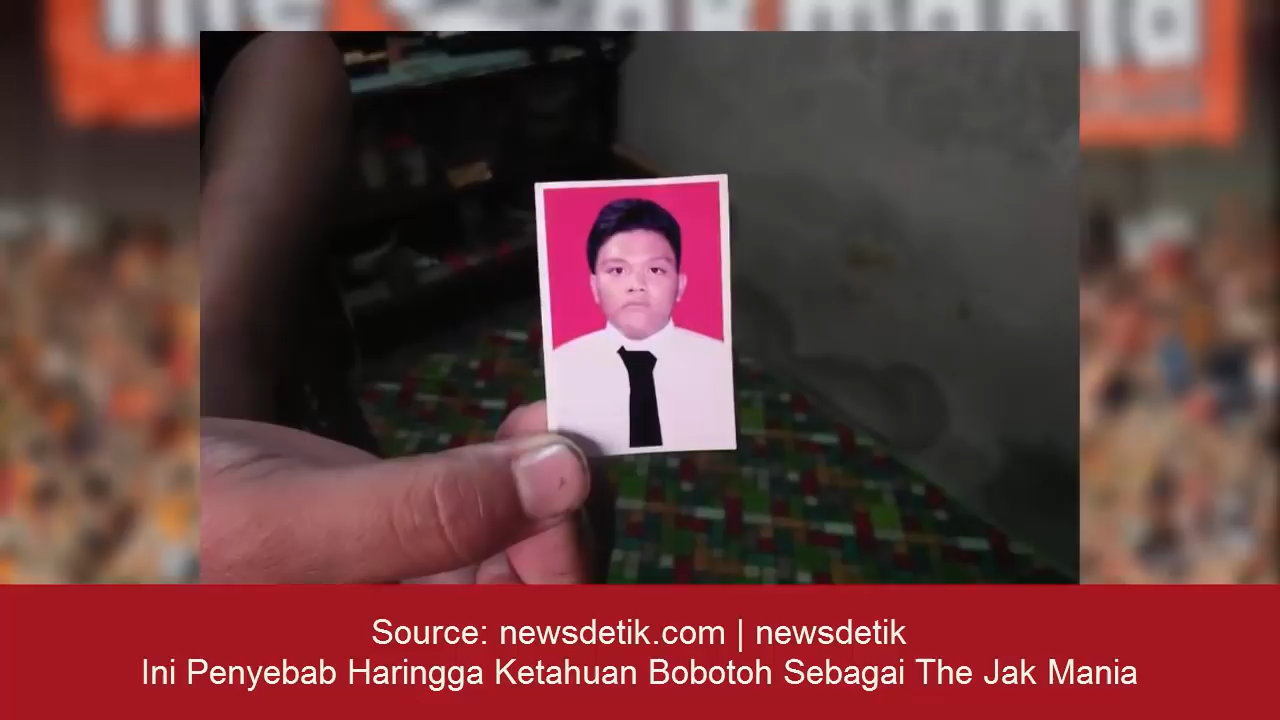 Source: newsdetik.com | newsdetik
Ini Penyebab Haringga Ketahuan Bobotoh Sebagai The Jak Mania